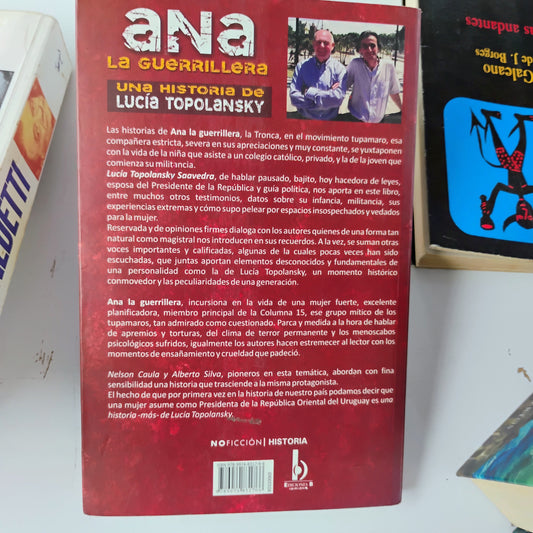 ANA
LA GUERRILLERA
UNA HISTORIA DE
LUCÍA TOPOLANSKY
Las historias de Ana la guerrillera, la Tronca, en el movimiento tupamaro, esa
compañera estricta, severa en sus apreciaciones y muy constante, se yuxtaponen
con la vida de la niña que asiste a un colegio católico, privado, y la de la joven que
comienza su militancia.
Lucía Topolansky Saavedra, de hablar pausado, bajito, hoy hacedora de leyes,
esposa del Presidente de la República y guía política, nos aporta en este libro,
entre muchos otros testimonios, datos sobre su infancia, militancia, sus
experiencias extremas y cómo supo pelear por espacios insospechados y vedados
para la mujer.
Reservada y de opiniones firmes dialoga con los autores quienes de una forma tan
natural como magistral nos introducen en sus recuerdos. A la vez, se suman otras
voces importantes y calificadas, algunas de la cuales pocas veces han sido
escuchadas, que juntas aportan elementos desconocidos y fundamentales de
una personalidad como la de Lucía Topolansky, un momento histórico
conmovedor y las peculiaridades de una generación.
Ana la guerrillera, incursiona en la vida de una mujer fuerte, excelente
planificadora, miembro principal de la Columna 15, ese grupo mítico de los
tupamaros, tan admirado como cuestionado. Parca y medida a la hora de hablar
de apremios y torturas, del clima de terror permanente y los menoscabos
psicológicos sufridos, igualmente los autores hacen estremecer al lector con los
momentos de ensañamiento y crueldad que padeció.
Nelson Caula y Alberto Silva, pioneros en esta temática, abordan con fina
sensibilidad una historia que trasciende a la misma protagonista.
El hecho de que por primera vez en la historia de nuestro país podamos decir que
una mujer asume como Presidenta de la República Oriental del Uruguay es una
historia -más- de Lucía Topolansky.
NOFICCIÓN | HISTORIA
b
EDICIONES B
andantes
de J. Borges
Galcano